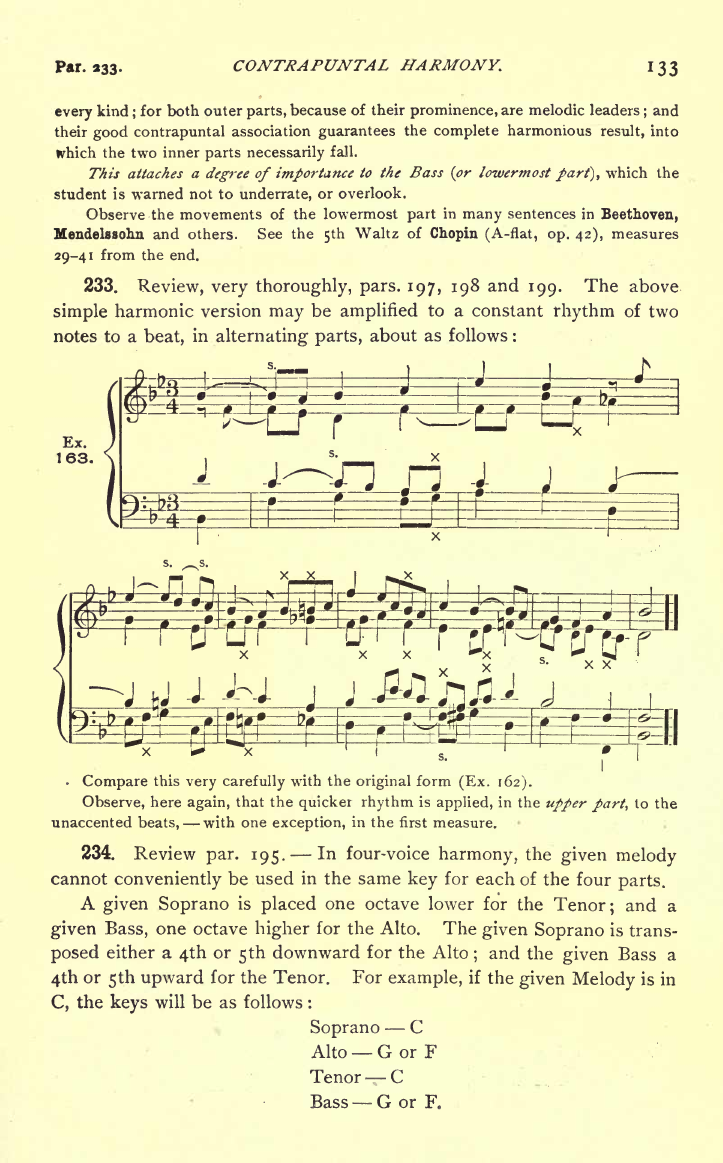 Par. 233. CONTRAPUNTAL HARMONY. 133
every kind; for both outer parts, because of their prominence, are melodic leaders; and
their good contrapuntal association guarantees the complete harmonious result, into
which the two inner parts necessarily fall.
This attaches a degree of importance to the Bass (or lowermost part), which the
student is warned not to underrate, or overlook.
Observe the movements of the lowermost part in many sentences in Beethoven,
Mendelssohn and others. See the 5th Waltz of Chopin (A-flat, op. 42), measures
29-41 from the end.
233. Review, very thoroughly, pars. 197, 198 and 199. The above
simple harmonic version may be amplified to a constant rhythm of two
notes to a beat, in alternating parts, about as follows:
s.
3
4
x
Ex.
163.
s. x
3
4
x
s. s.
x x x
x x x x
s. x x
x x
x x
s.
Compare this very carefully with the original form (Ex. 162).
Observe, here again, that the quicker rhythm is applied, in the upper part, to the
unaccented beats, — with one exception, in the first measure.
234. Review par. 195. — In four-voice harmony, the given melody
cannot conveniently be used in the same key for each of the four parts.
A given Soprano is placed one octave lower for the Tenor; and a
given Bass, one octave higher for the Alto. The given Soprano is trans-
posed either a 4th or 5th downward for the Alto; and the given Bass a
4th or 5th upward for the Tenor. For example, if the given Melody is in
C, the keys will be as follows:
Soprano — C
Alto — G or F
Tenor — C
Bass — G or F.